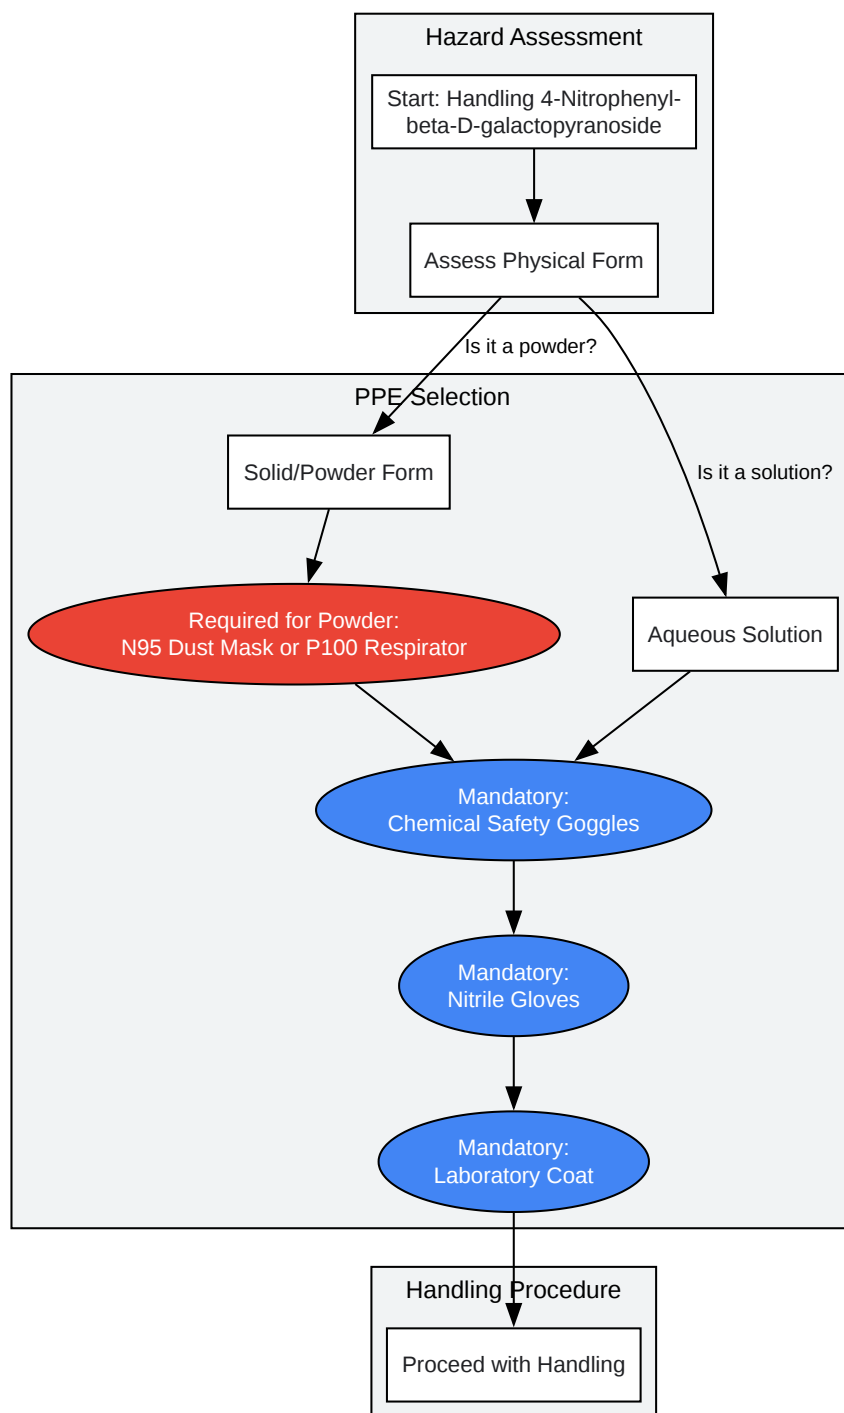 Hazard Assessment
Start: Handling 4-Nitrophenyl-
beta-D-galactopyranoside
Assess Physical Form
Is it a powder?
PPE Selection
Solid/Powder Form
Is it a solution?
Required for Powder:
N95 Dust Mask or P100 Respirator
Aqueous Solution
Mandatory:
Chemical Safety Goggles
Mandatory:
Nitrile Gloves
Mandatory:
Laboratory Coat
Handling Procedure
Proceed with Handling